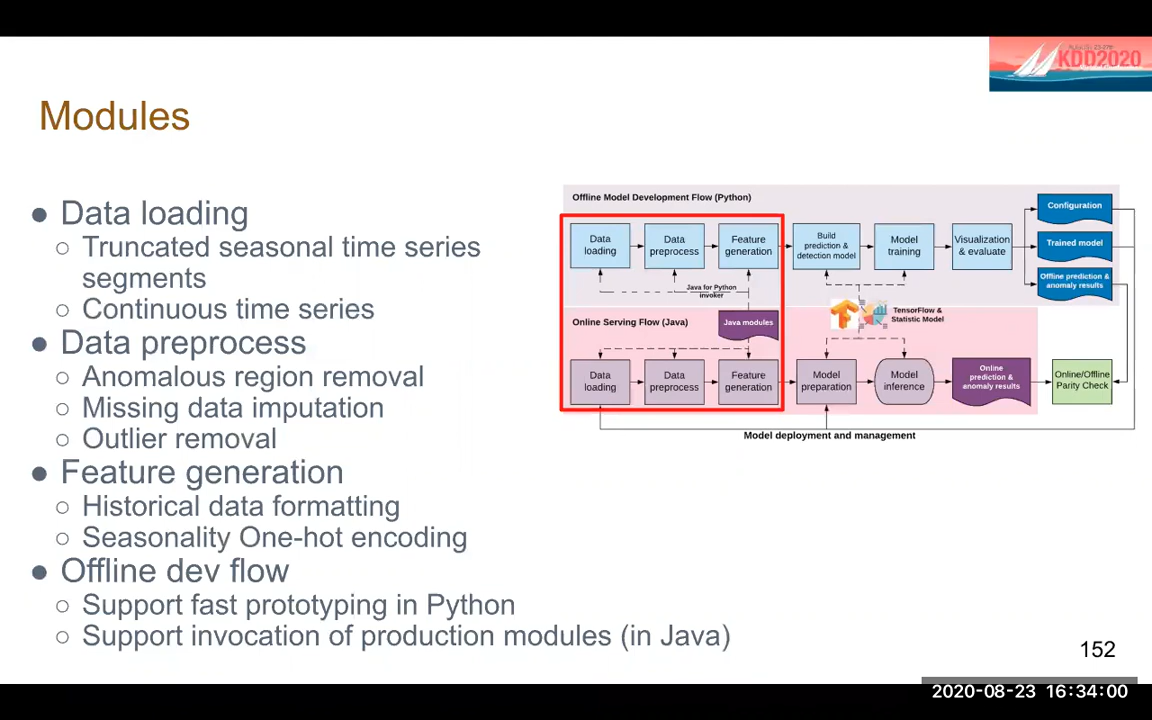 KDD2020
Modules
● Data loading
○ Truncated seasonal time series
segments
○ Continuous time series
● Data preprocess
○ Anomalous region removal
○ Missing data imputation
○ Outlier removal
● Feature generation
○ Historical data formatting
○ Seasonality One-hot encoding
● Offline dev flow
○ Support fast prototyping in Python
○ Support invocation of production modules (in Java)
Offline Model Development Flow (Python)
Data
loading
Data
preprocess
Feature
generation
Build
prediction &
detection model
Model
training
Visualization
& evaluate
Configuration
Trained model
Offline prediction &
anomaly results
Java for Python
invoker
TensorFlow &
Statistic Model
Online Serving Flow (Java)
Java modules
Data
loading
Data
preprocess
Feature
generation
Model
preparation
Model
inference
Online
prediction &
anomaly results
Online/Offline
Parity Check
Model deployment and management
152
2020-08-23 16:34:00